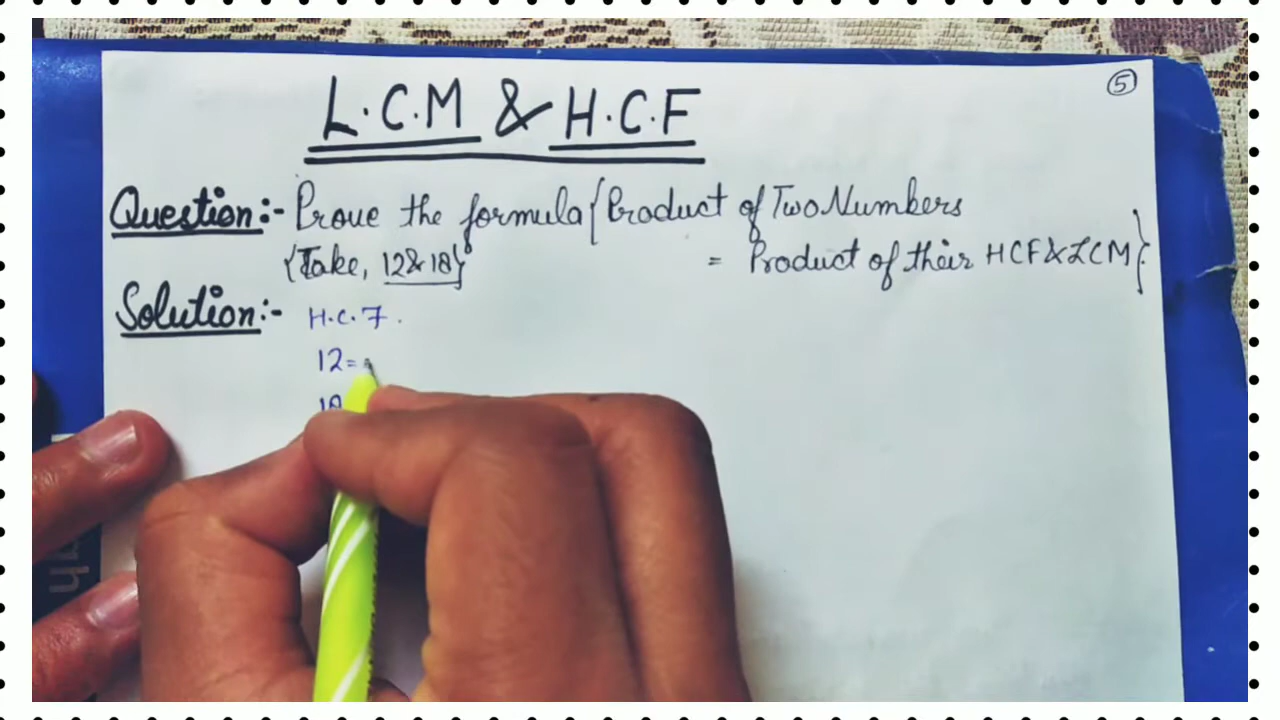 5
L.C.M & H.C.F
Question:- Prove the formula {Product of Two Numbers
{Take, 12 & 18} = Product of their HCF & LCM}
Solution:- H.C.F.
12=
18